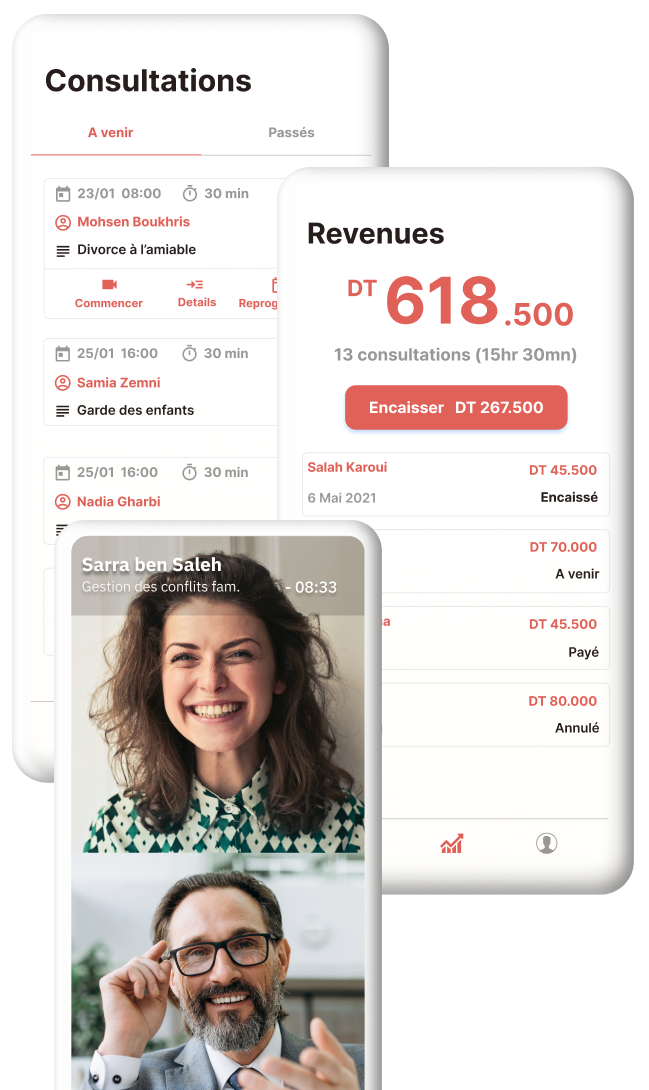 Consultations
A venir Passés
23/01 08:00 30 min
Mohsen Boukhris
Divorce à l'amiable
Commencer Details
25/01 16:00 30 min
Samia Zemni
Garde des enfants
25/01 16:00 30 min
Nadia Gharbi
Revenues
DT 618.500
13 consultations (15hr 30mn)
Encaisser DT 267.500
Salah Karoui DT 45.500
6 Mai 2021 Encaissé
DT 70.000
A venir
DT 45.500
Payé
DT 80.000
Annulé
Sarra ben Saleh
Gestion des conflits fam. - 08:33